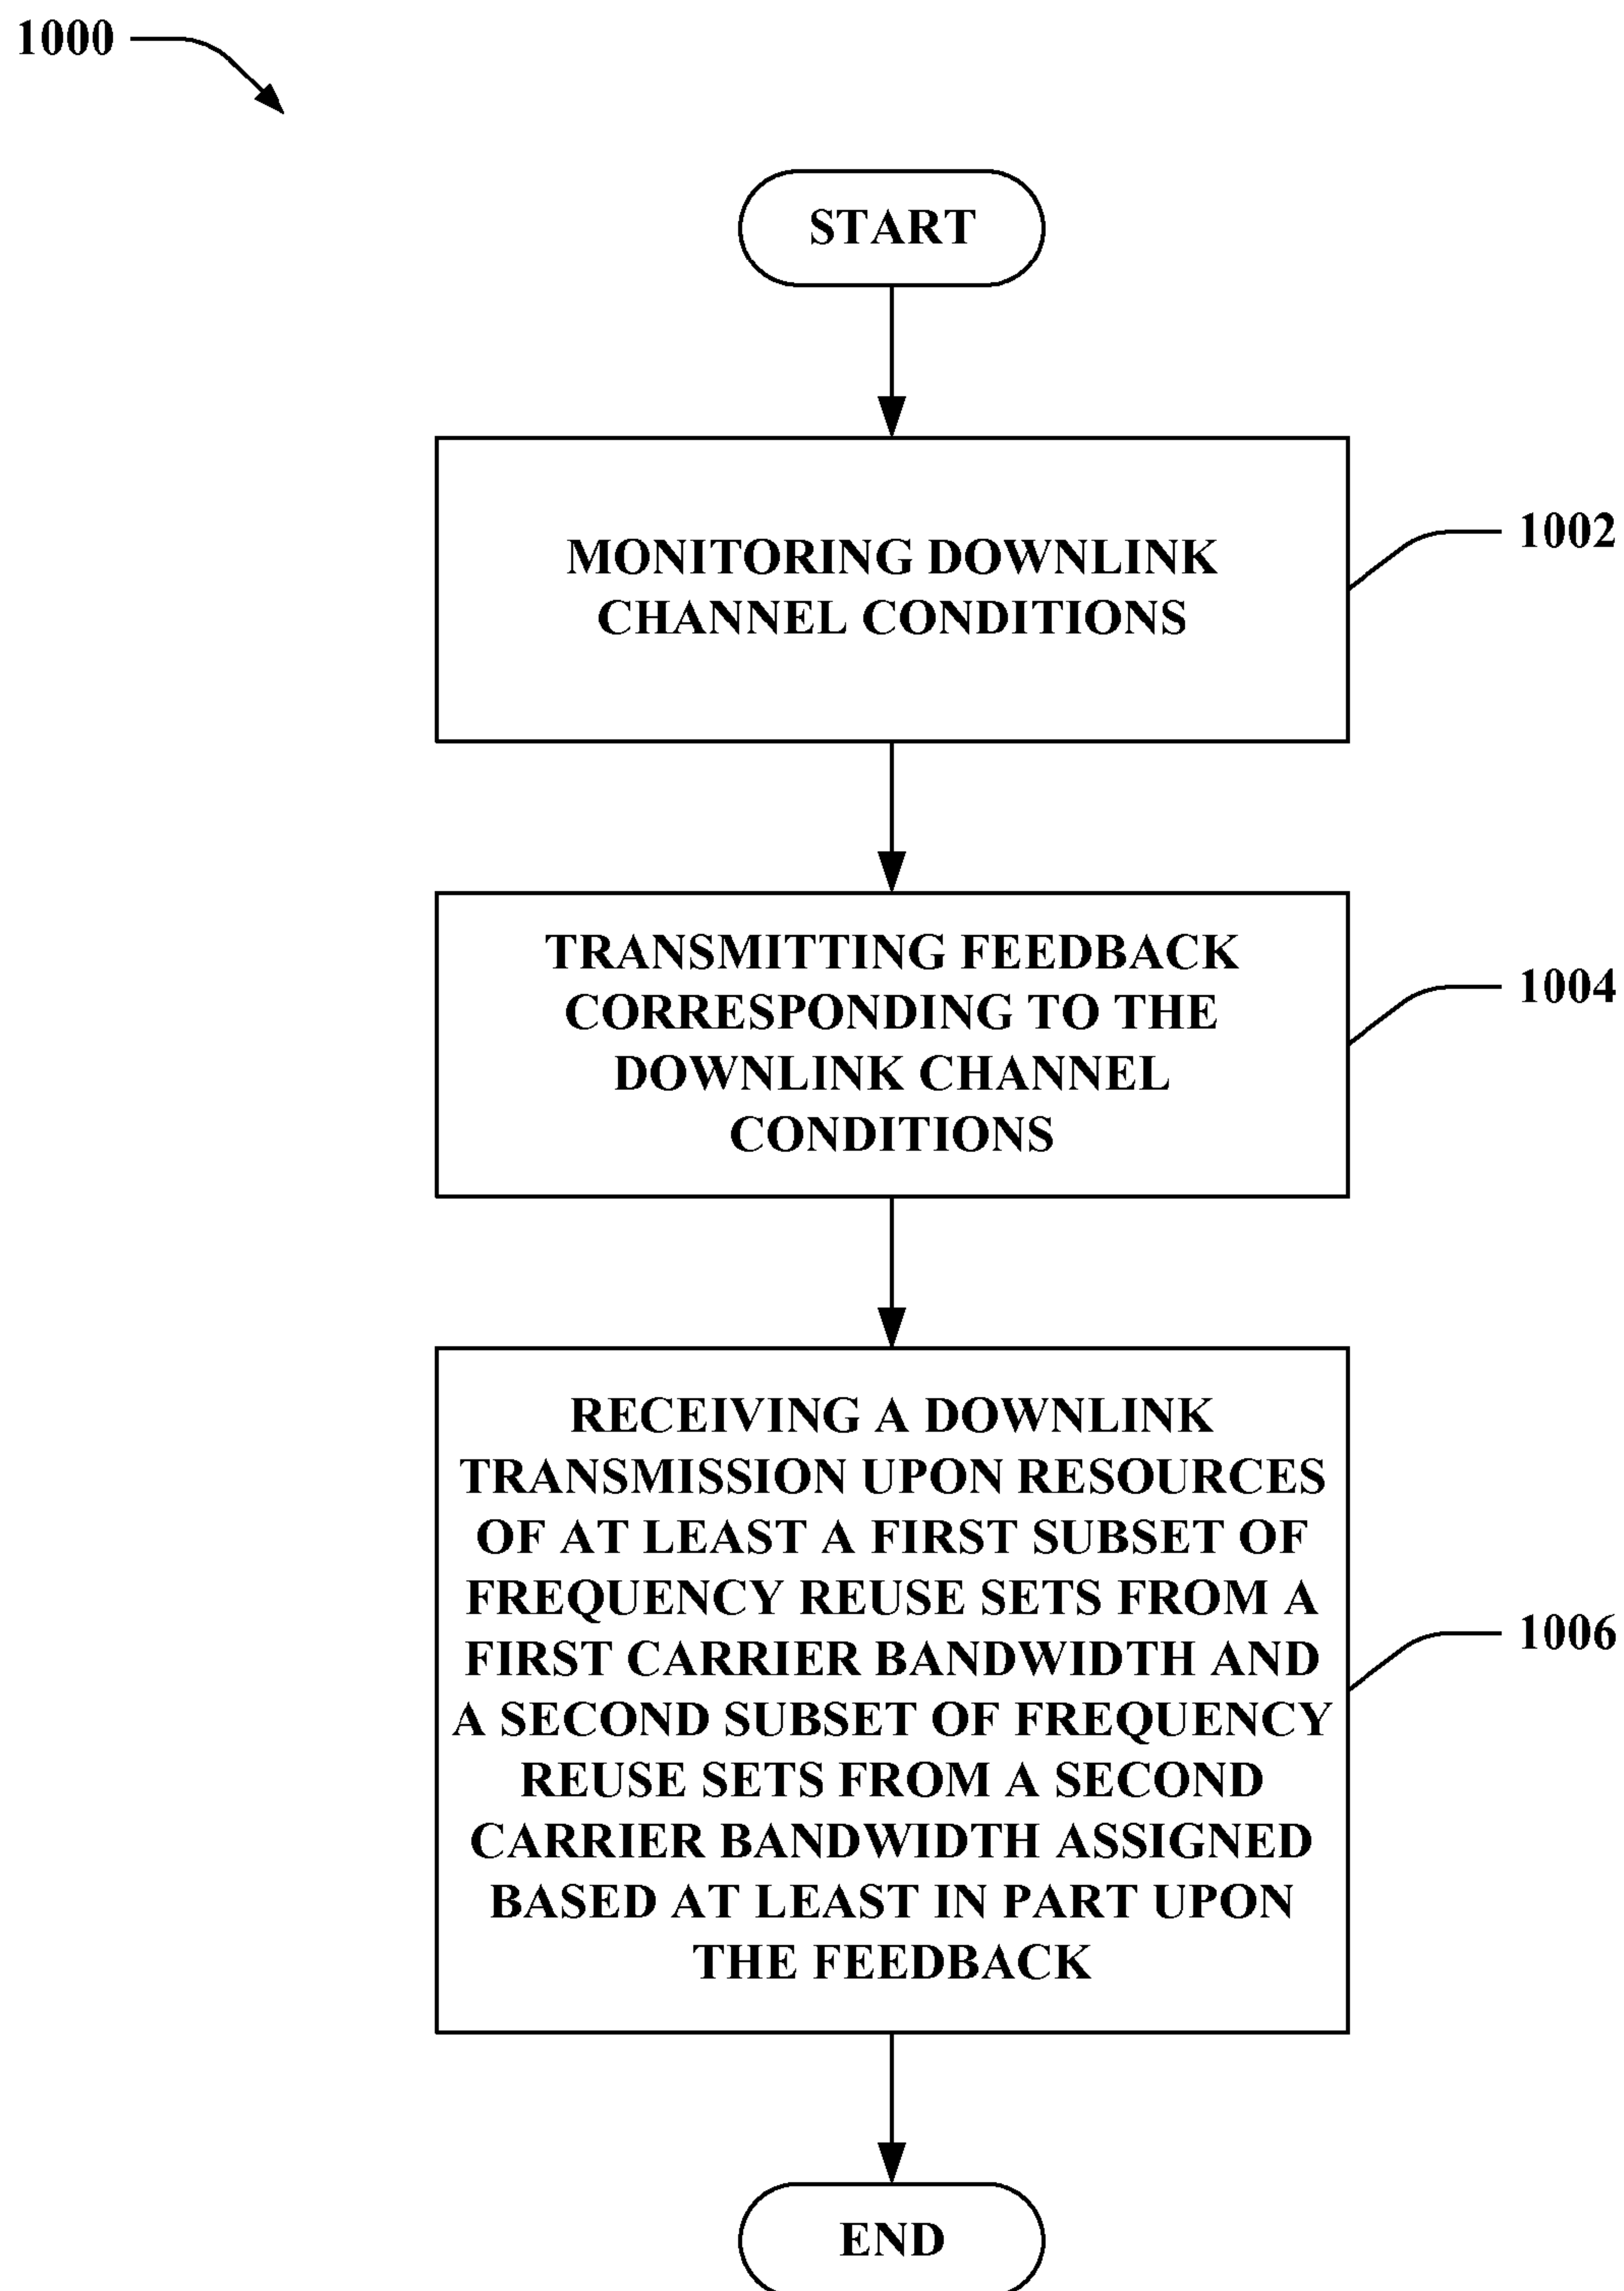 1000
START
MONITORING DOWNLINK
CHANNEL CONDITIONS
1002
TRANSMITTING FEEDBACK
CORRESPONDING TO THE
DOWNLINK CHANNEL
CONDITIONS
1004
RECEIVING A DOWNLINK
TRANSMISSION UPON RESOURCES
OF AT LEAST A FIRST SUBSET OF
FREQUENCY REUSE SETS FROM A
FIRST CARRIER BANDWIDTH AND
A SECOND SUBSET OF FREQUENCY
REUSE SETS FROM A SECOND
CARRIER BANDWIDTH ASSIGNED
BASED AT LEAST IN PART UPON
THE FEEDBACK
1006
END